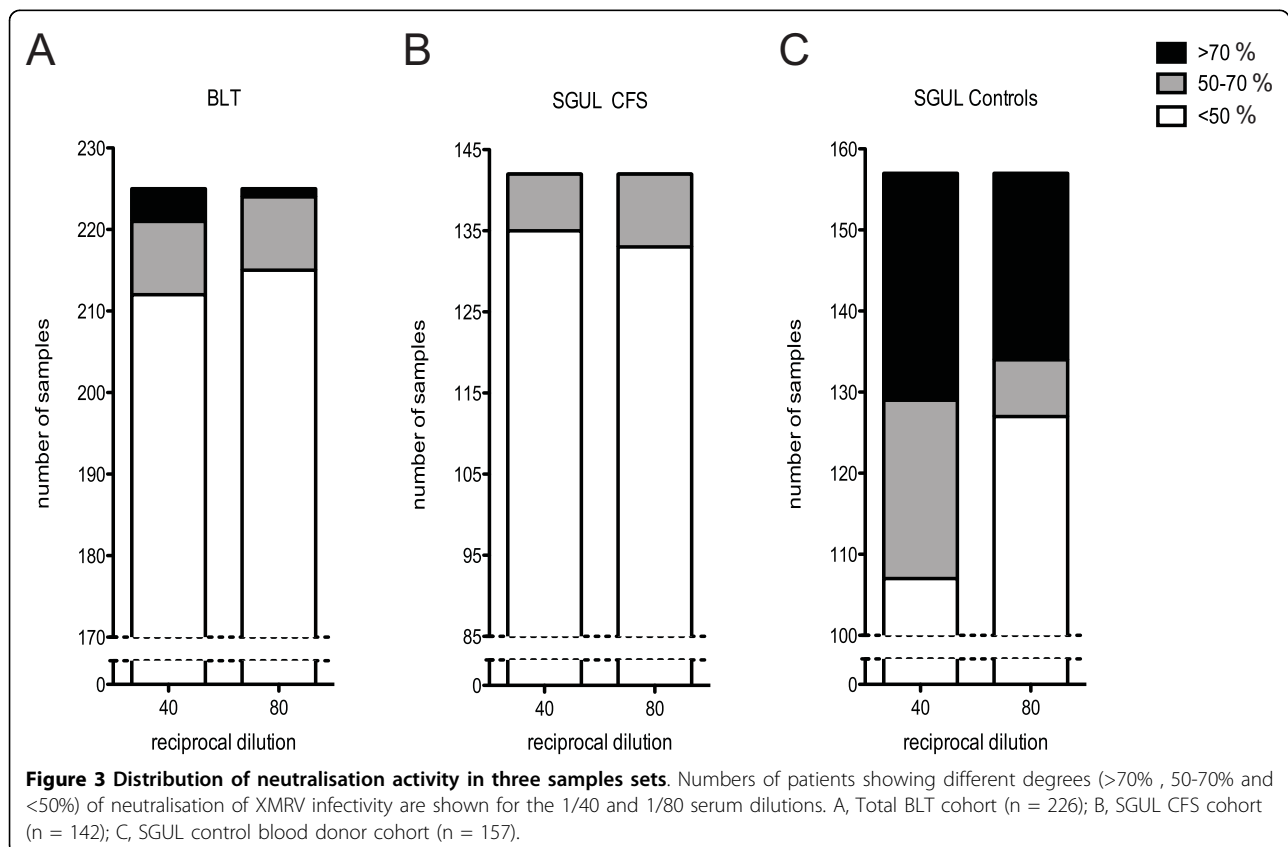 A
B
C
>70 %
50-70 %
<50 %
BLT
230
220
210
200
190
180
170
0
number of samples
40
80
reciprocal dilution
SGUL CFS
145
135
125
115
105
95
85
0
number of samples
40
80
reciprocal dilution
SGUL Controls
160
150
140
130
120
110
100
0
number of samples
40
80
reciprocal dilution
Figure 3 Distribution of neutralisation activity in three samples sets. Numbers of patients showing different degrees (>70% , 50-70% and
<50%) of neutralisation of XMRV infectivity are shown for the 1/40 and 1/80 serum dilutions. A, Total BLT cohort (n = 226); B, SGUL CFS cohort
(n = 142); C, SGUL control blood donor cohort (n = 157).